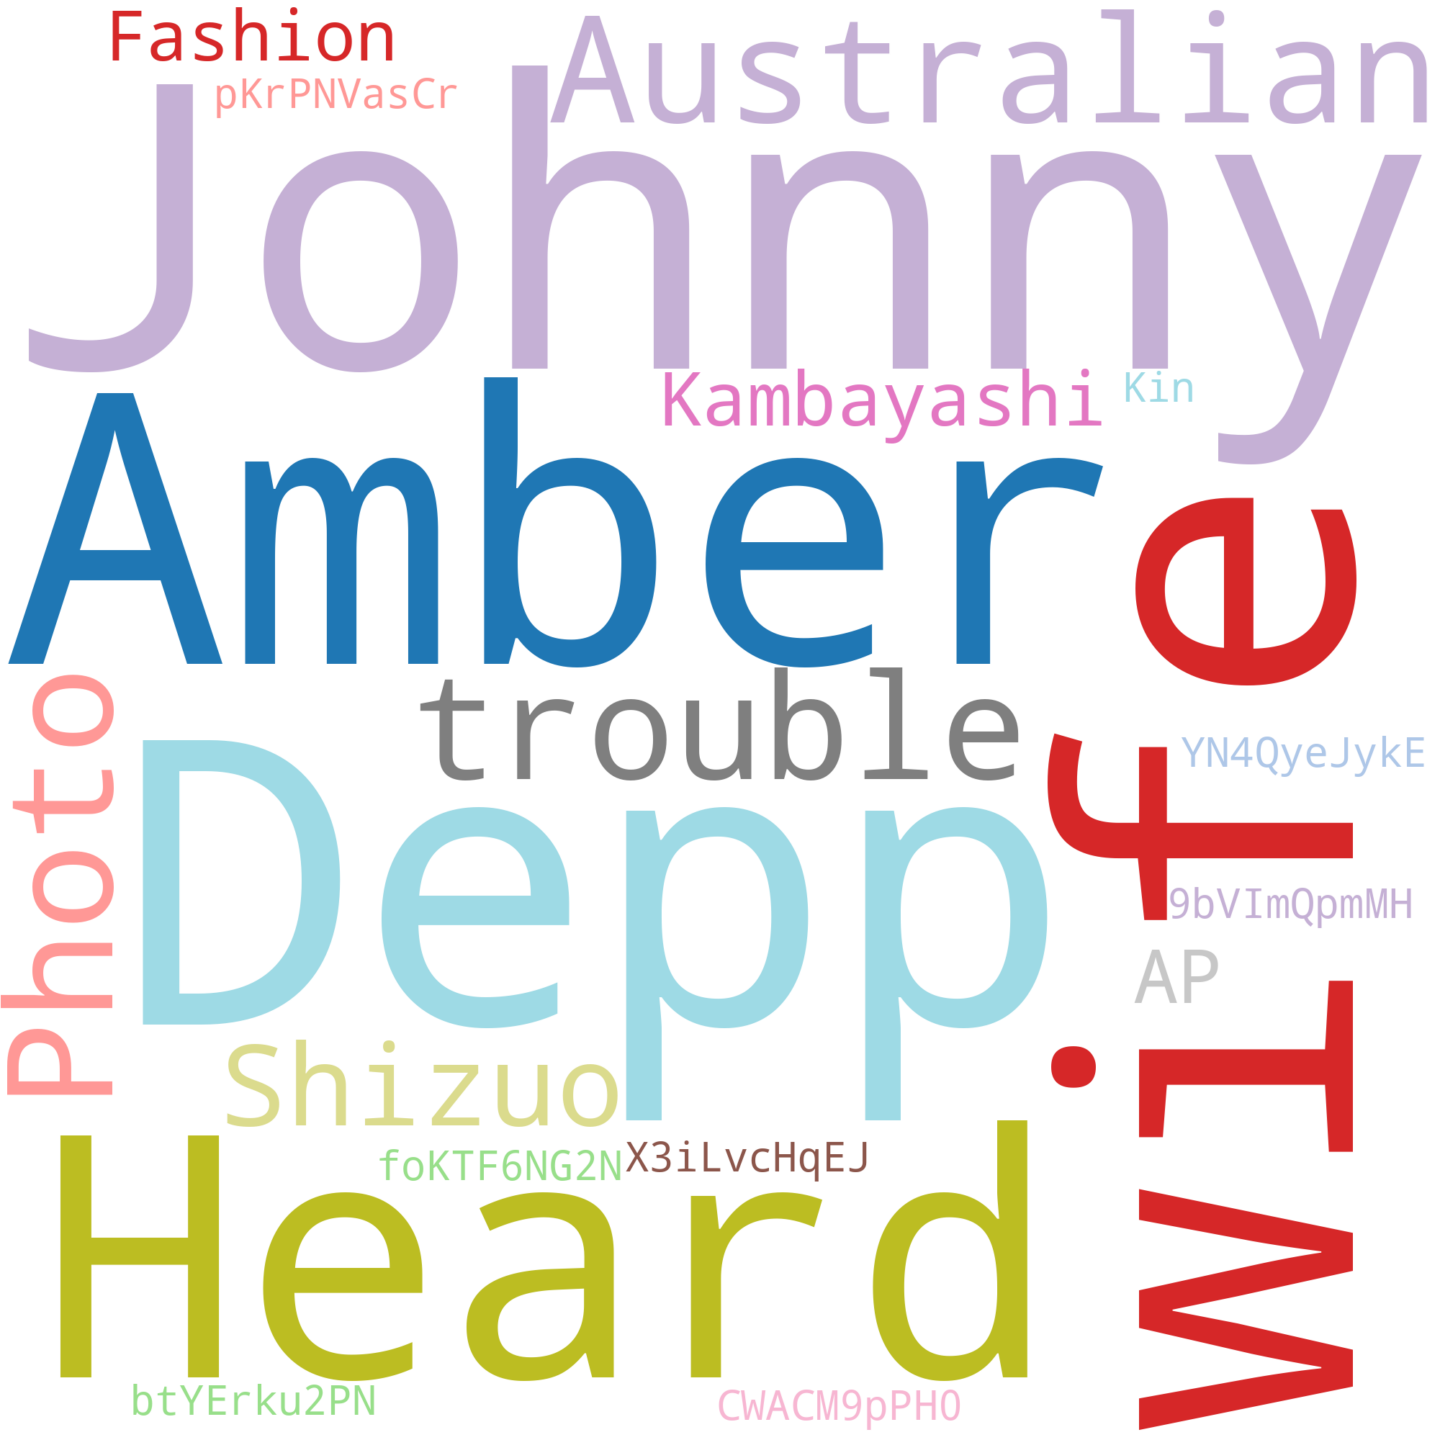 Fashion
Australian
pKrPNVasCr
Johnny
Kambayashi
Kin
Amber
wife
trouble
Photo
YN4QyeJykE
Depp
9bVImQpmMH
AP
Shizuo
foKTF6NG2N
X3iLvcHqEJ
Heard
btYErku2PN
CWACM9pPHO